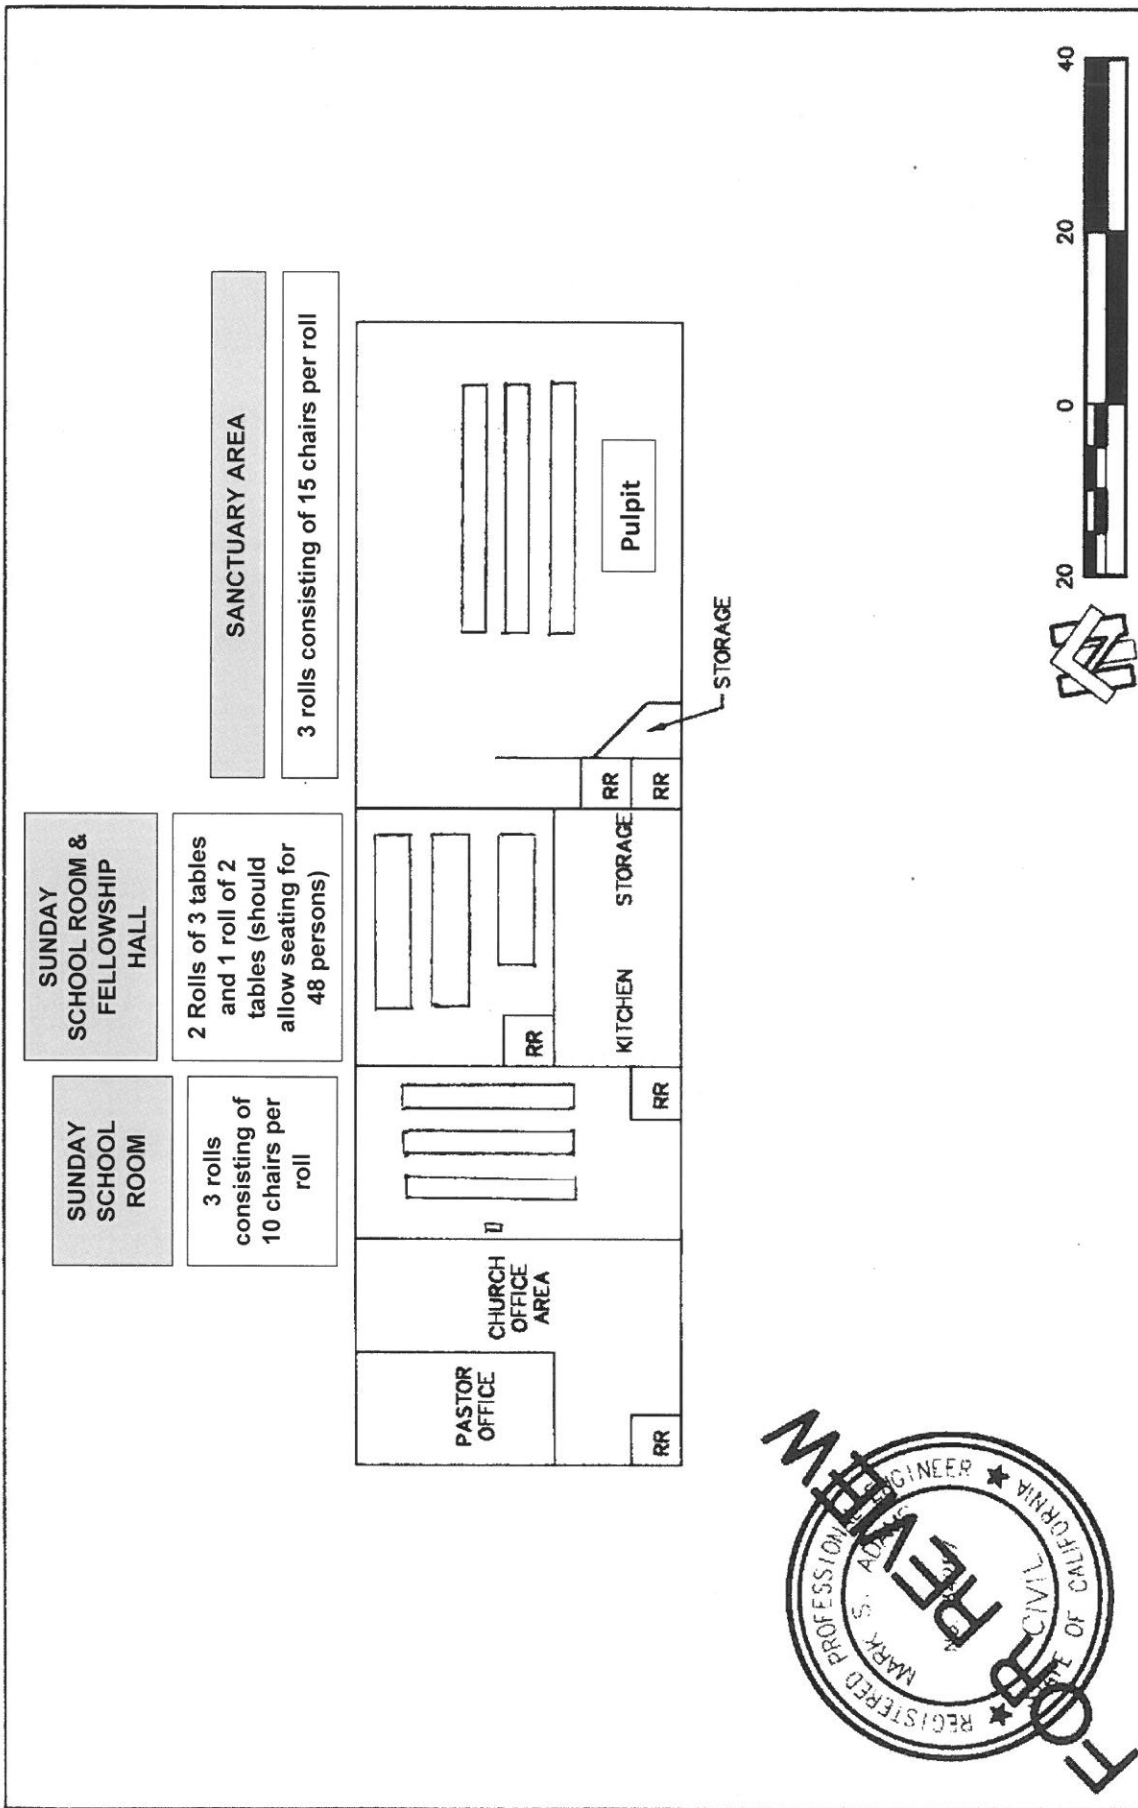 SUNDAY
SCHOOL
ROOM
3 rolls
consisting of
10 chairs per
roll
SUNDAY
SCHOOL ROOM &
FELLOWSHIP
HALL
2 Rolls of 3 tables
and 1 roll of 2
tables (should
allow seating for
48 persons)
SANCTUARY AREA
3 rolls consisting of 15 chairs per roll
PASTOR
OFFICE
CHURCH
OFFICE
AREA
RR
RR
RR
KITCHEN
STORAGE
RR
RR
Pulpit
STORAGE
REGISTERED PROFESSIONAL ENGINEER
MARK S.
CIVIL
STATE OF CALIFORNIA
FOR REVIEW
20
0
20
40